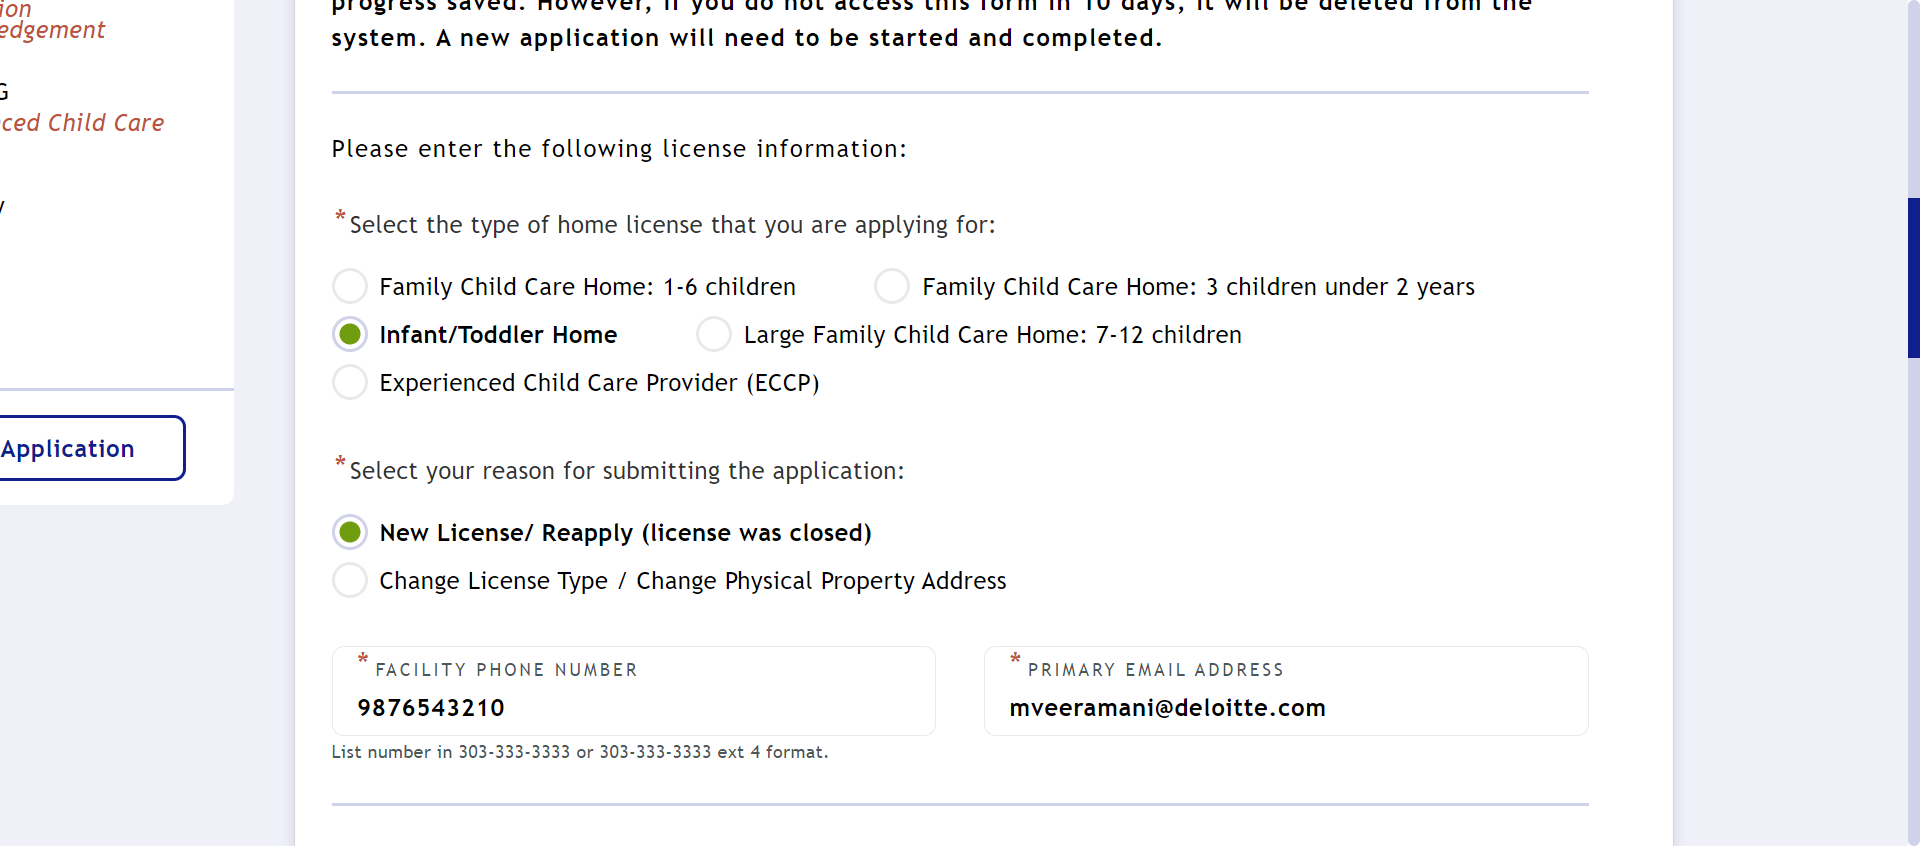 ion
edgement
G
ced Child Care
Application
progress saved. However, if you do not access this form in 10 days, it will be deleted from the
system. A new application will need to be started and completed.
Please enter the following license information:
*Select the type of home license that you are applying for:
Family Child Care Home: 1-6 children
Family Child Care Home: 3 children under 2 years
Infant/Toddler Home
Large Family Child Care Home: 7-12 children
Experienced Child Care Provider (ECCP)
*Select your reason for submitting the application:
New License/ Reapply (license was closed)
Change License Type / Change Physical Property Address
*FACILITY PHONE NUMBER
9876543210
List number in 303-333-3333 or 303-333-3333 ext 4 format.
*PRIMARY EMAIL ADDRESS
mveeramani@deloitte.com